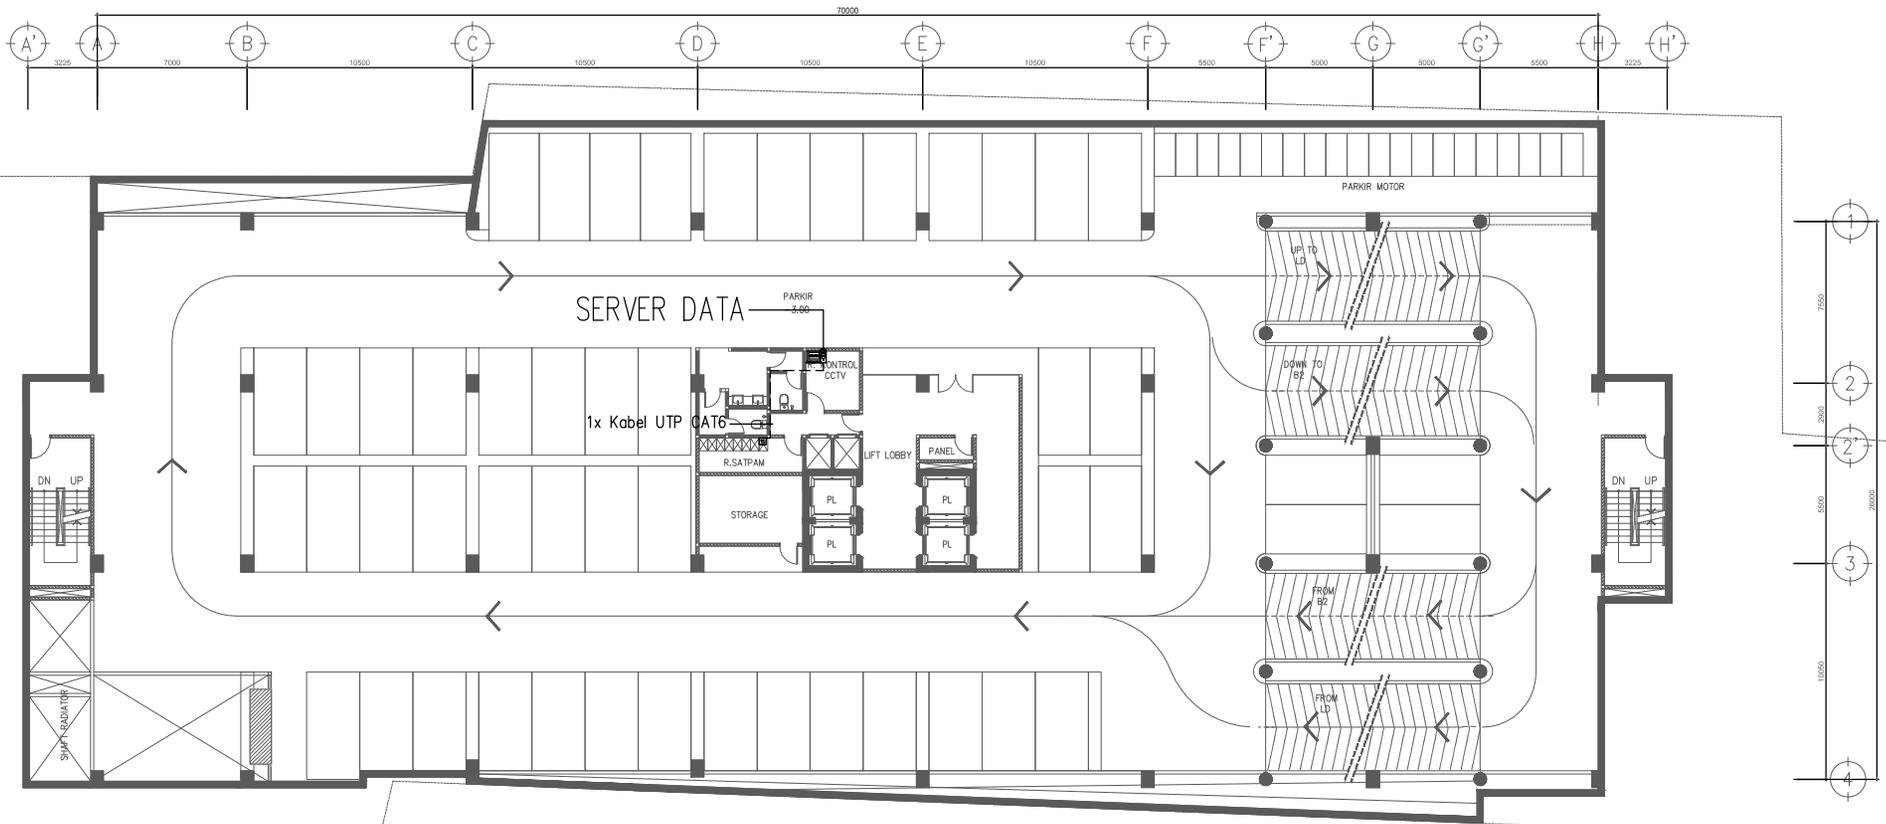 70000
A' A B C D E F F' G G' H H'
3225 7000 10500 10500 10500 10500 5500 5000 5000 5500 3225
PARKIR MOTOR
1
UP TO
LD
SERVER DATA
PARKIR
-3.00
7550
DOWN TO
B2
R. KONTROL
CCTV
2
1x Kabel UTP CAT6
2900
LIFT LOBBY
PANEL
R.SATPAM
2'
DN UP
DN UP
PL
PL
STORAGE
5500
26000
PL
PL
3
FROM
B2
10050
FROM
LD
SHAFT RADIATOR
4